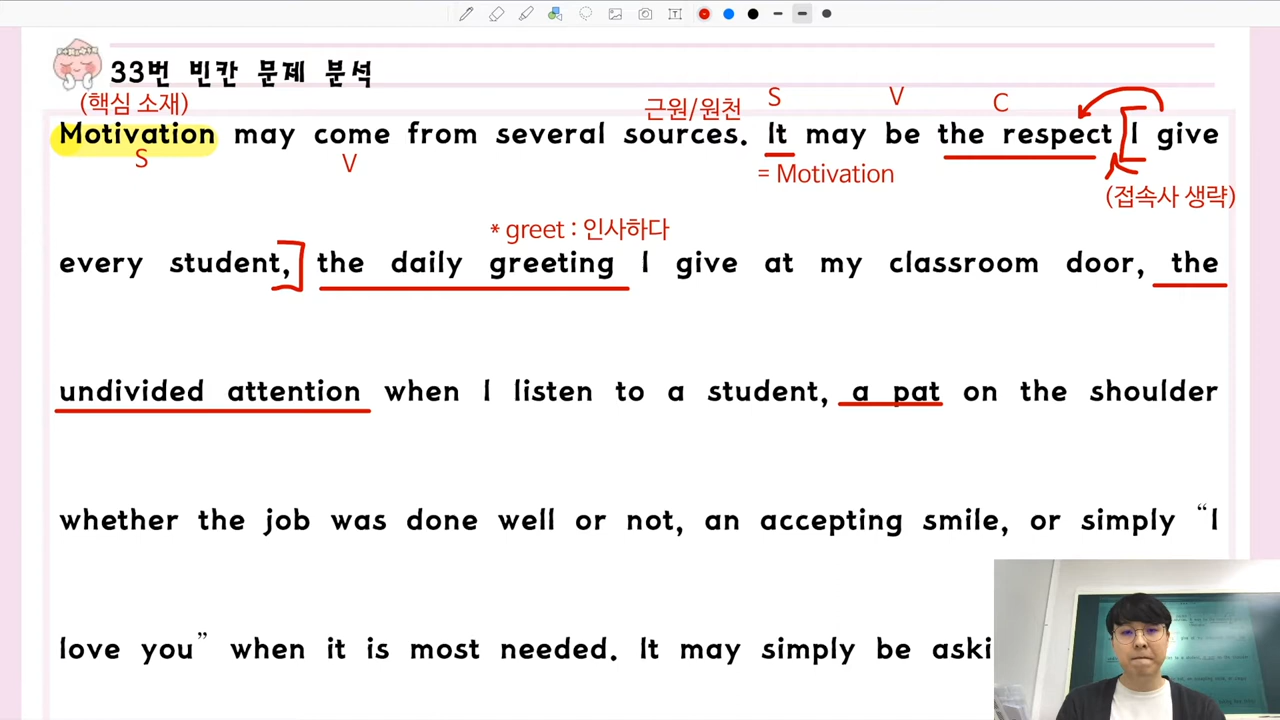 33번 빈칸 문제 분석
(핵심 소재) 근원/원천 S V C
Motivation may come from several sources. It may be the respect [I give
S V = Motivation (접속사 생략)
* greet : 인사하다
every student,] the daily greeting I give at my classroom door, the
undivided attention when I listen to a student, a pat on the shoulder
whether the job was done well or not, an accepting smile, or simply “I
love you” when it is most needed. It may simply be aski